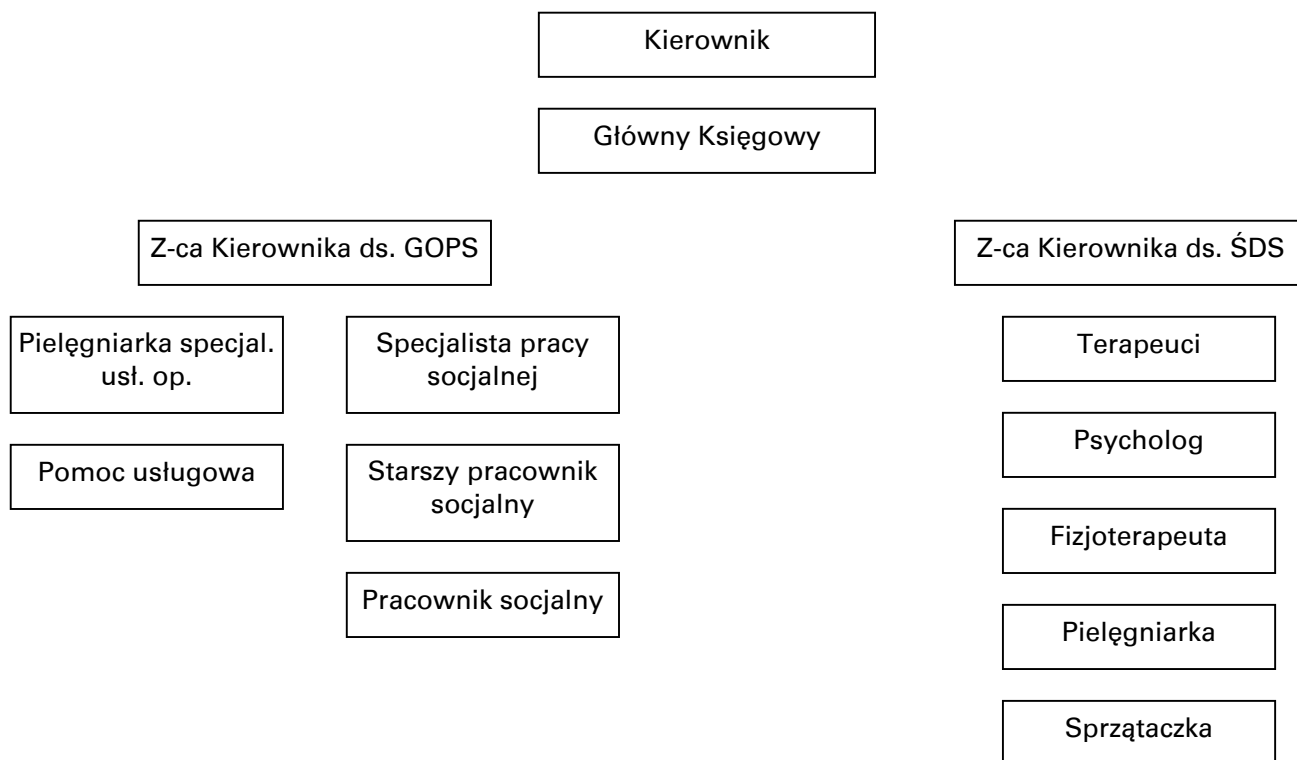 Kierownik
Główny Księgowy
Z-ca Kierownika ds. GOPS
Z-ca Kierownika ds. ŚDS
Pielęgniarka specjal.
usł. op.
Specjalista pracy
socjalnej
Terapeuci
Pomoc usługowa
Starszy pracownik
socjalny
Psycholog
Fizjoterapeuta
Pracownik socjalny
Pielęgniarka
Sprzątaczka